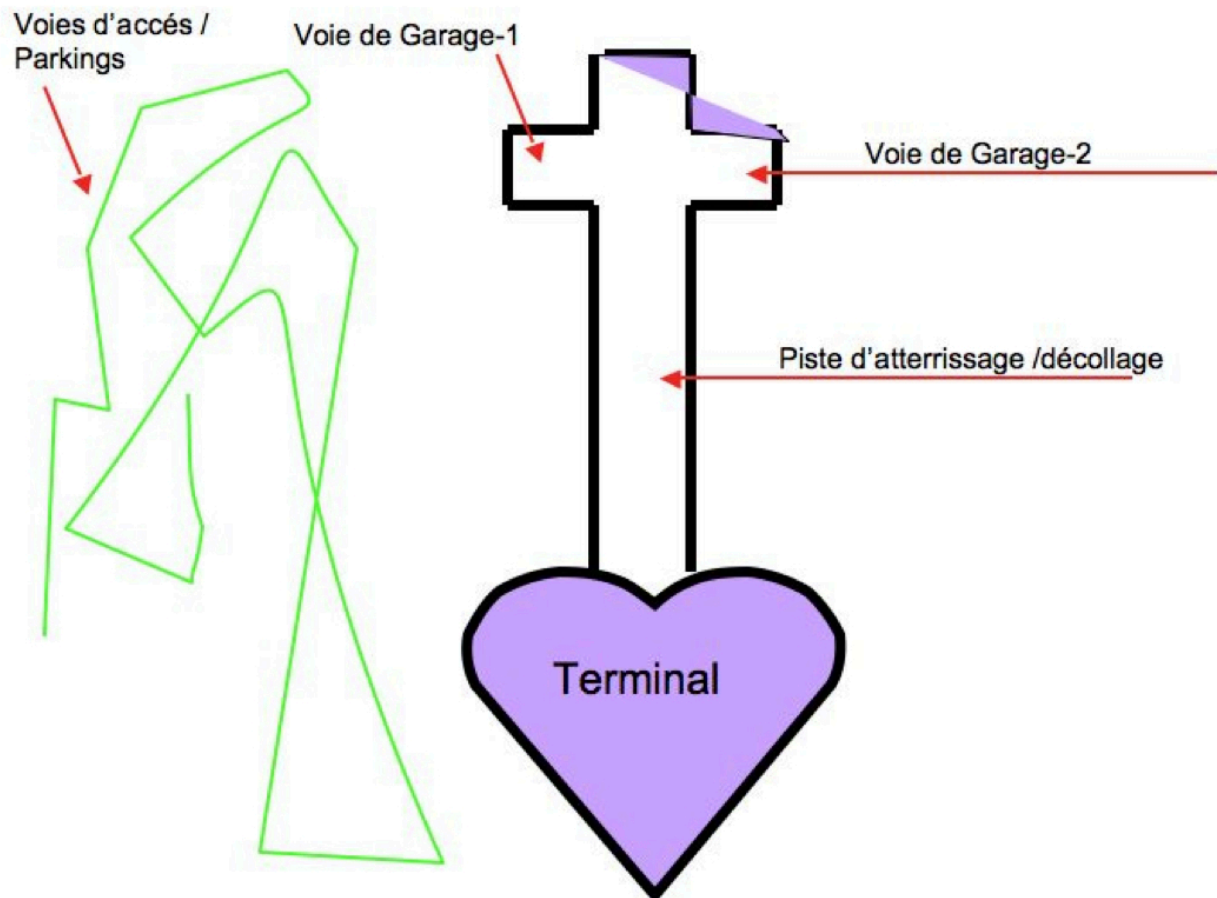 Voies d'accés /
Parkings
Voie de Garage-1
Voie de Garage-2
Piste d'atterrissage /décollage
Terminal